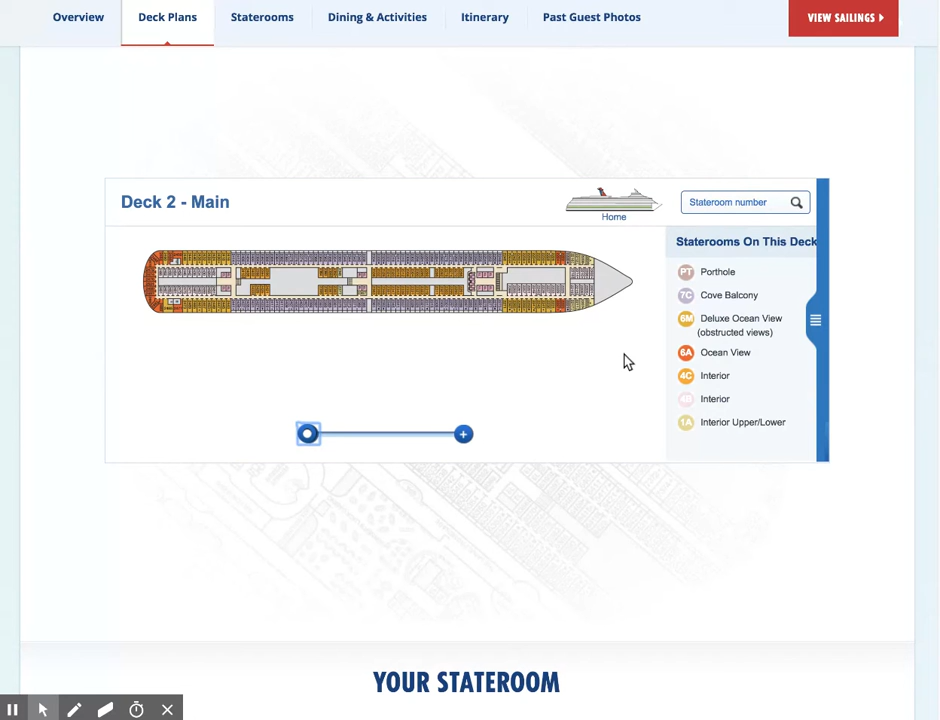 Overview
Deck Plans
Staterooms
Dining & Activities
Itinerary
Past Guest Photos
VIEW SAILINGS
Deck 2 - Main
Home
Stateroom number
Staterooms On This Deck
PT Porthole
7C Cove Balcony
6M Deluxe Ocean View
(obstructed views)
6A Ocean View
4C Interior
4B Interior
1A Interior Upper/Lower
YOUR STATEROOM